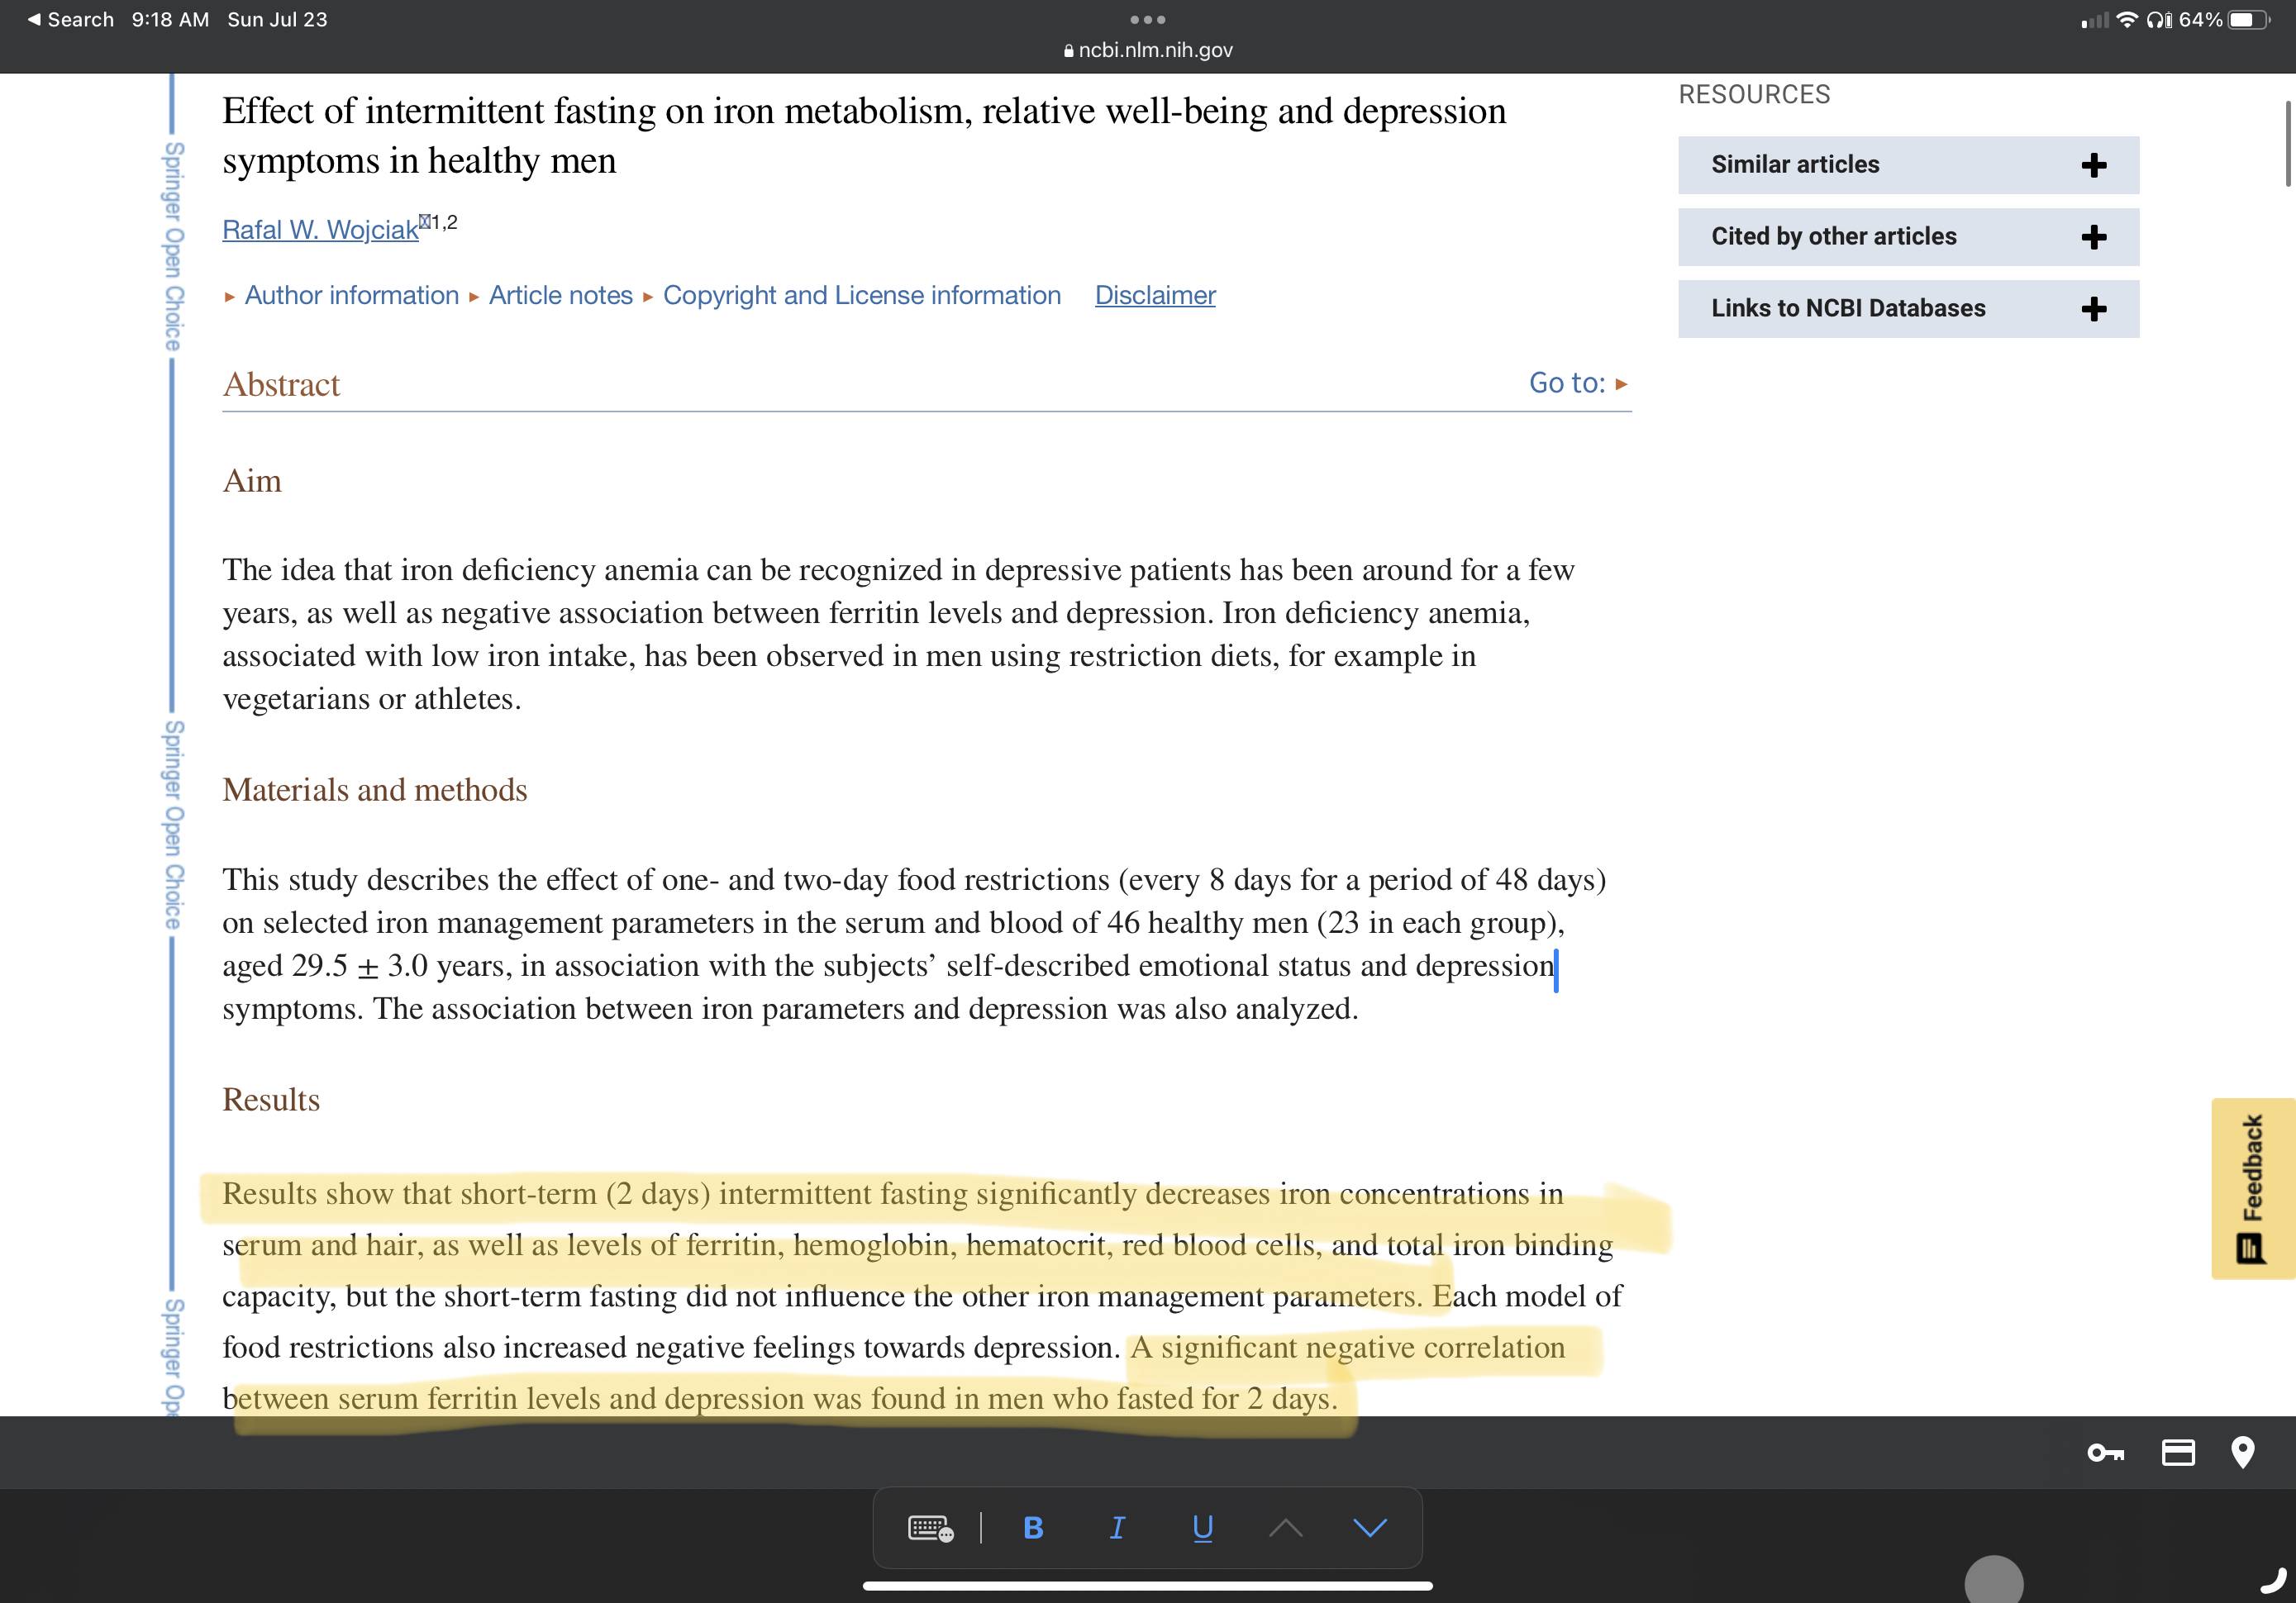 Search 9:18 AM Sun Jul 23
64%
ncbi.nlm.nih.gov
Effect of intermittent fasting on iron metabolism, relative well-being and depression
symptoms in healthy men
Rafal W. Wojciak 1,2
Author information Article notes Copyright and License information Disclaimer
Abstract
Go to:
Aim
The idea that iron deficiency anemia can be recognized in depressive patients has been around for a few
years, as well as negative association between ferritin levels and depression. Iron deficiency anemia,
associated with low iron intake, has been observed in men using restriction diets, for example in
vegetarians or athletes.
Materials and methods
This study describes the effect of one- and two-day food restrictions (every 8 days for a period of 48 days)
on selected iron management parameters in the serum and blood of 46 healthy men (23 in each group),
aged 29.5 ± 3.0 years, in association with the subjects’ self-described emotional status and depression
symptoms. The association between iron parameters and depression was also analyzed.
Results
Results show that short-term (2 days) intermittent fasting significantly decreases iron concentrations in
serum and hair, as well as levels of ferritin, hemoglobin, hematocrit, red blood cells, and total iron binding
capacity, but the short-term fasting did not influence the other iron management parameters. Each model of
food restrictions also increased negative feelings towards depression. A significant negative correlation
between serum ferritin levels and depression was found in men who fasted for 2 days.
Springer Open Choice
Springer Open Choice
Springer Ope
RESOURCES
Similar articles
Cited by other articles
Links to NCBI Databases
Feedback
B I U